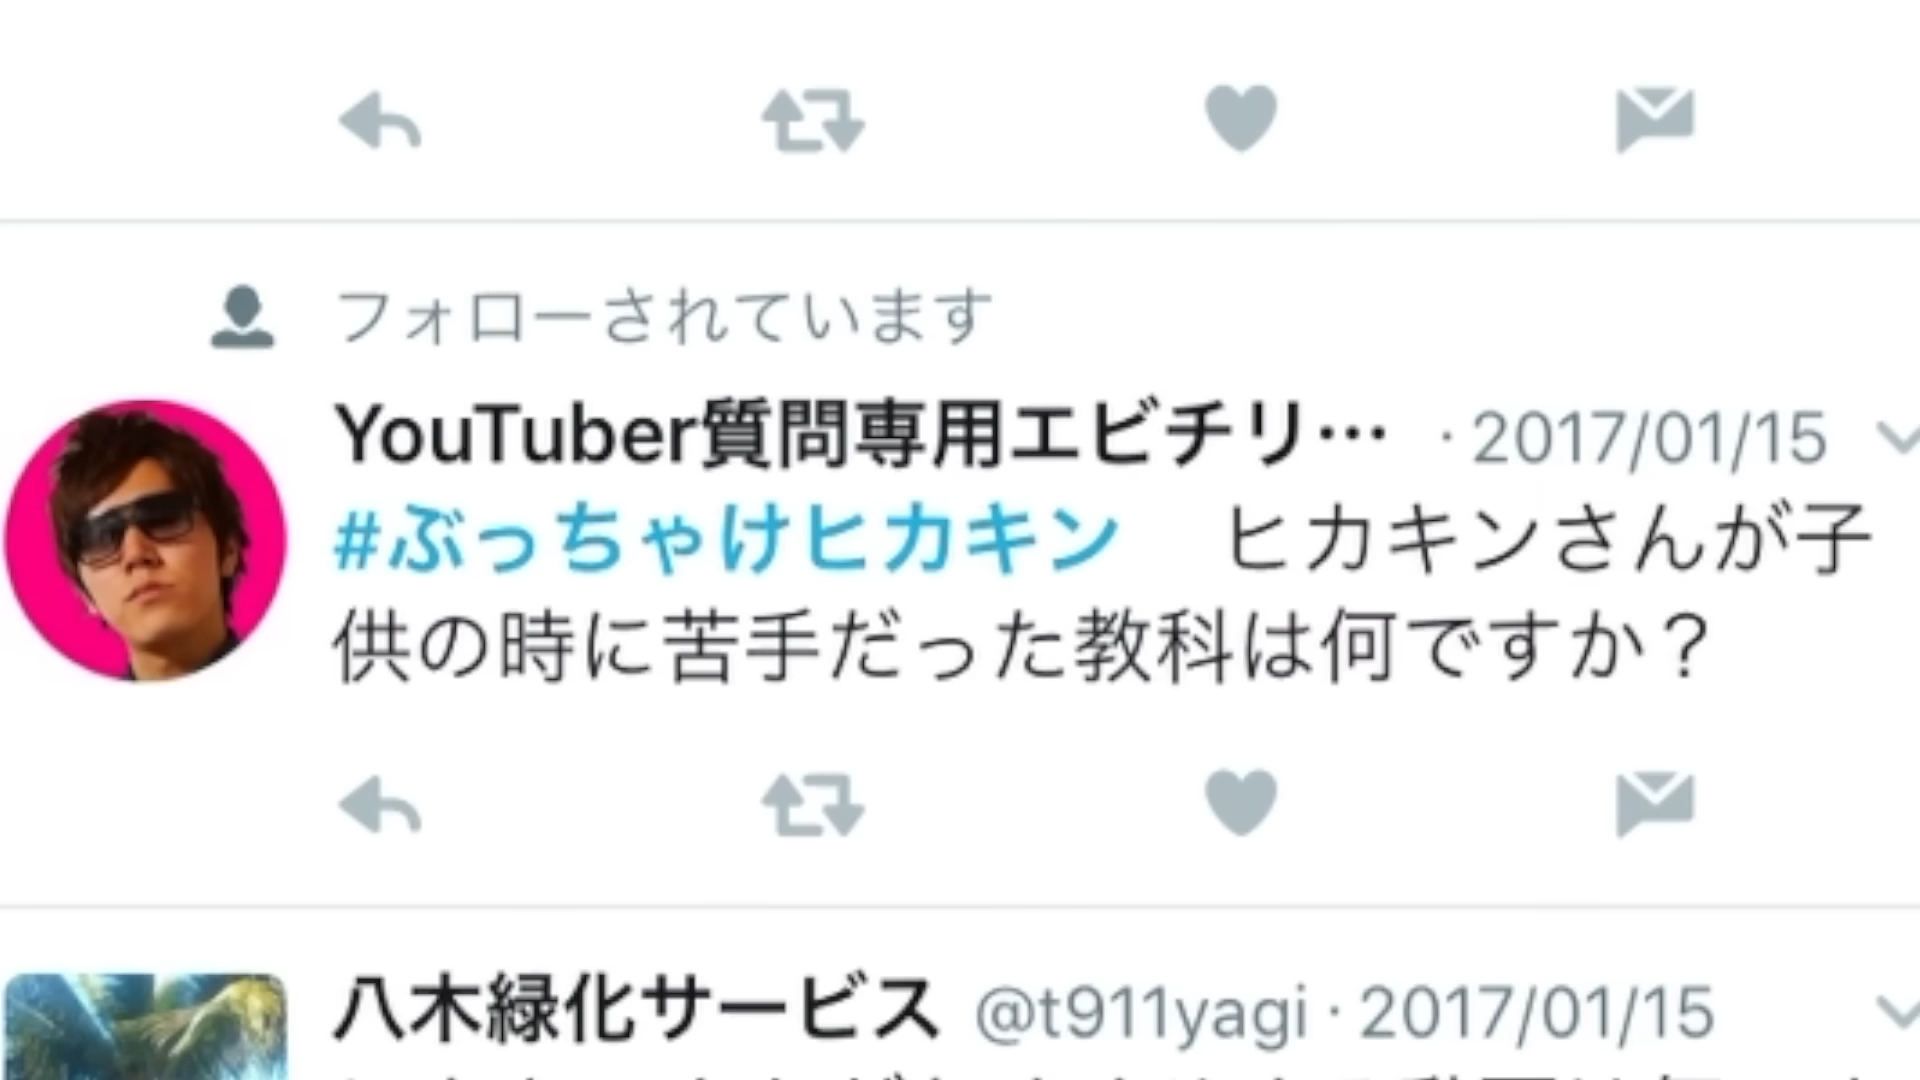 フォローされています
YouTuber質問専用エビチリ… · 2017/01/15
#ぶっちゃけヒカキン　ヒカキンさんが子
供の時に苦手だった教科は何ですか？
八木緑化サービス @t911yagi · 2017/01/15